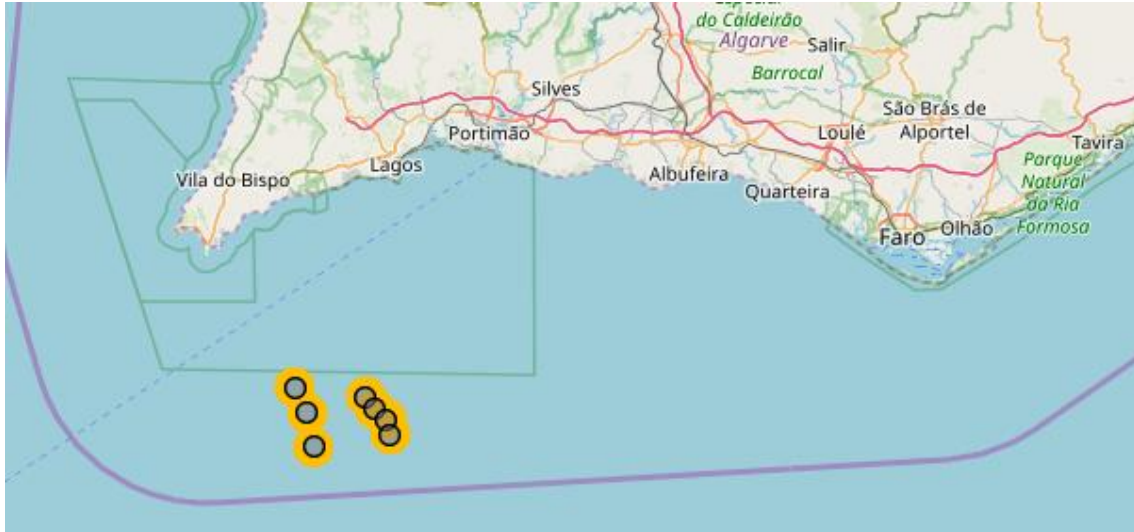 Especial
do Caldeirão
Algarve
Salir
Barrocal
Silves
São Brás de
Alportel
Portimão
Loulé
Tavira
Lagos
Parque
Natural
da Ria
Formosa
Vila do Bispo
Albufeira
Quarteira
Faro
Olhão